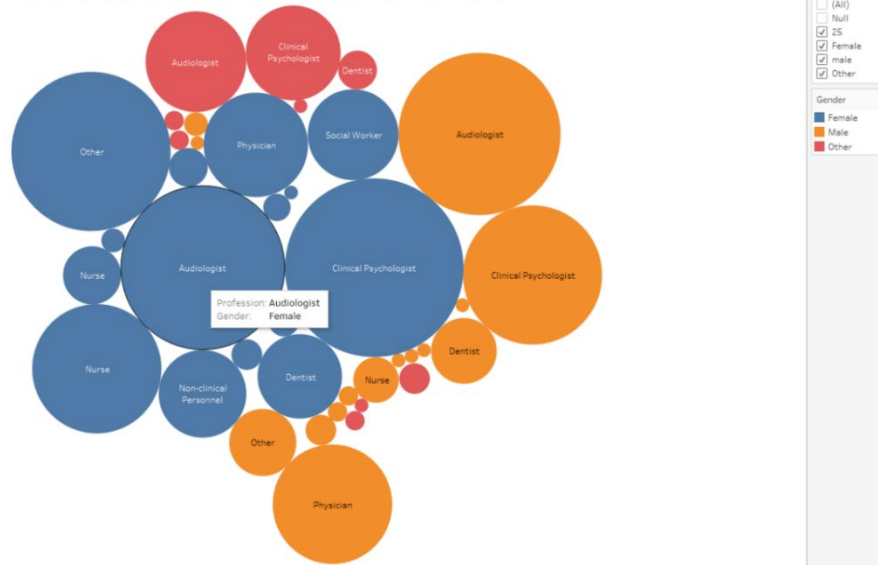 (All)
Null
25
Female
male
Other
Gender
Female
Male
Other
Audiologist
Clinical
Psychologist
Dentist
Other
Physician
Social Worker
Audiologist
Nurse
Audiologist
Clinical Psychologist
Clinical Psychologist
Profession: Audiologist
Gender: Female
Nurse
Non-clinical
Personnel
Dentist
Nurse
Dentist
Other
Physician